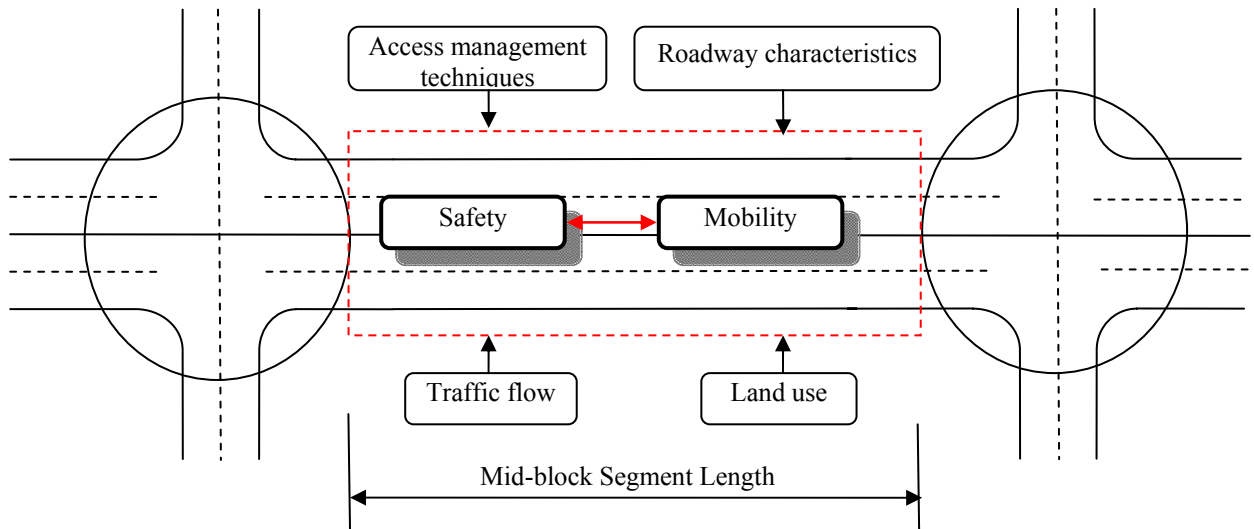 Access management
techniques
Roadway characteristics
Safety
Mobility
Traffic flow
Land use
Mid-block Segment Length